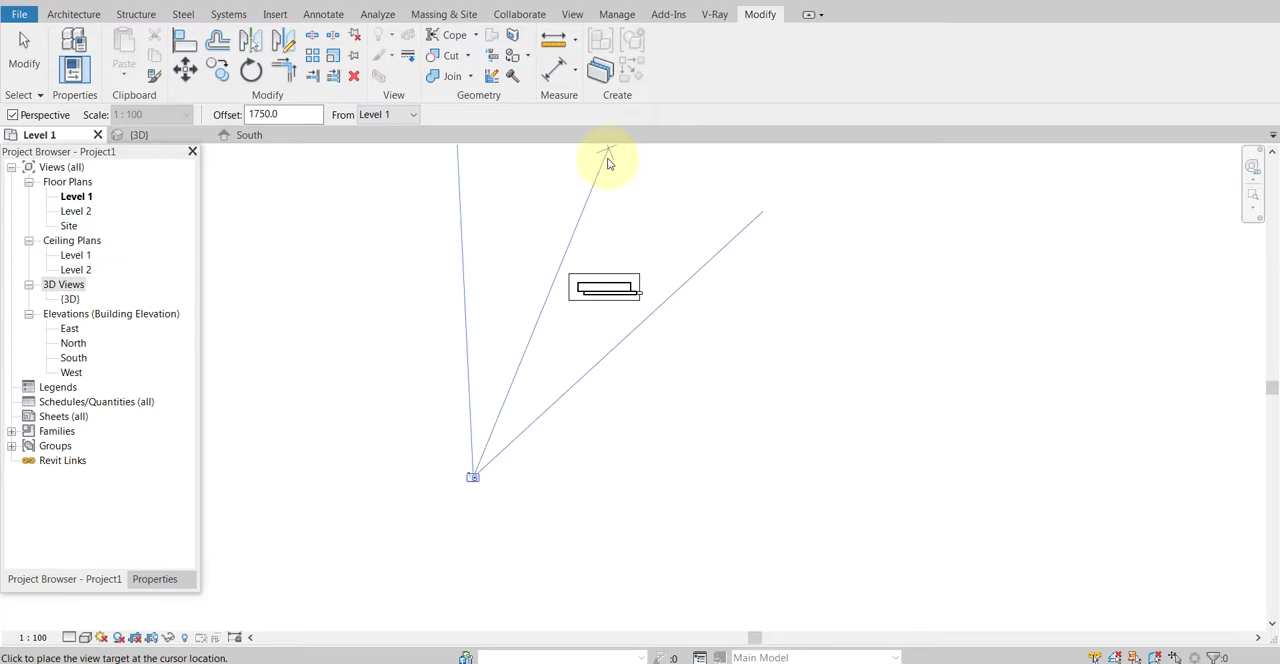 File Architecture Structure Steel Systems Insert Annotate Analyze Massing & Site Collaborate View Manage Add-Ins V-Ray Modify
Modify Paste Cope Cut Join
Select Properties Clipboard Modify View Geometry Measure Create
Perspective Scale: 1 : 100 Offset: 1750.0 From Level 1
Level 1 {3D} South
Project Browser - Project1
Views (all)
Floor Plans
Level 1
Level 2
Site
Ceiling Plans
Level 1
Level 2
3D Views
{3D}
Elevations (Building Elevation)
East
North
South
West
Legends
Schedules/Quantities (all)
Sheets (all)
Families
Groups
Revit Links
Project Browser - Project1 Properties
1 : 100
Click to place the view target at the cursor location. :0 Main Model :0